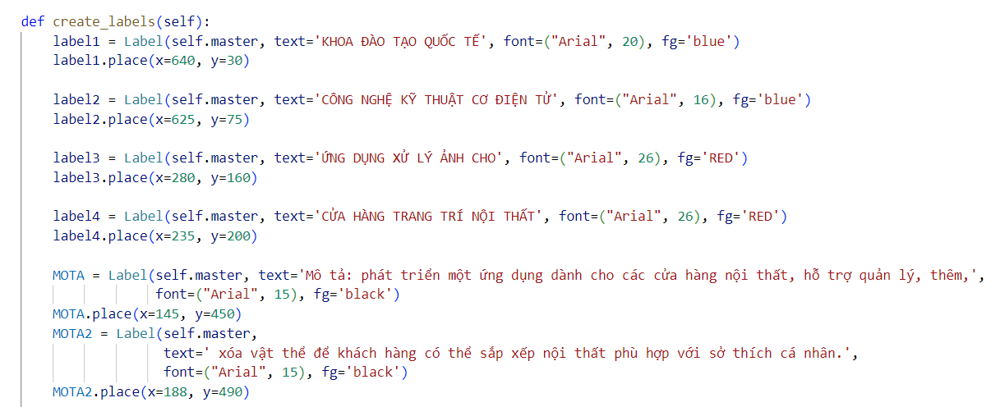 def create_labels(self):
label1 = Label(self.master, text='KHOA ĐÀO TẠO QUỐC TẾ', font=("Arial", 20), fg='blue')
label1.place(x=640, y=30)
label2 = Label(self.master, text='CÔNG NGHỆ KỸ THUẬT CƠ ĐIỆN TỬ', font=("Arial", 16), fg='blue')
label2.place(x=625, y=75)
label3 = Label(self.master, text='ỨNG DỤNG XỬ LÝ ẢNH CHO', font=("Arial", 26), fg='RED')
label3.place(x=280, y=160)
label4 = Label(self.master, text='CỬA HÀNG TRANG TRÍ NỘI THẤT', font=("Arial", 26), fg='RED')
label4.place(x=235, y=200)
MOTA = Label(self.master, text='Mô tả: phát triển một ứng dụng dành cho các cửa hàng nội thất, hỗ trợ quản lý, thêm,',
font=("Arial", 15), fg='black')
MOTA.place(x=145, y=450)
MOTA2 = Label(self.master,
text=' xóa vật thể để khách hàng có thể sắp xếp nội thất phù hợp với sở thích cá nhân.',
font=("Arial", 15), fg='black')
MOTA2.place(x=188, y=490)